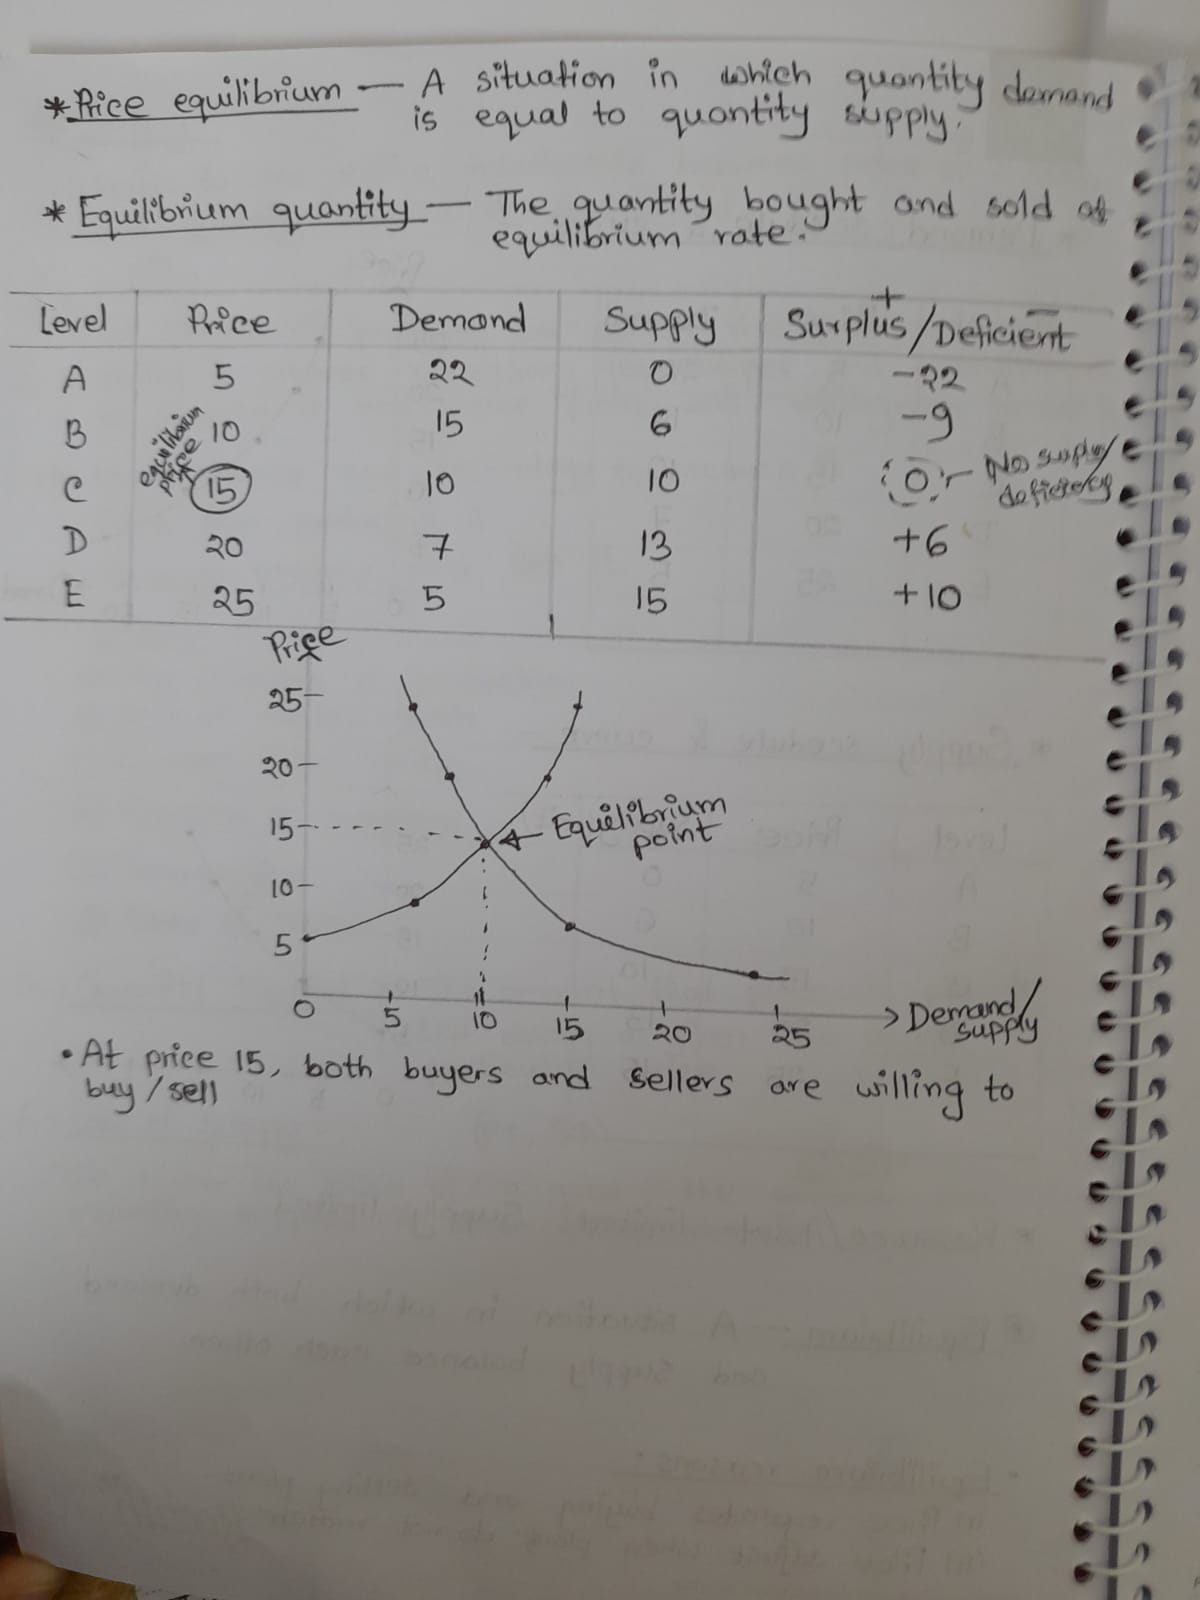 * Price equilibrium — A situation in which quantity demand
is equal to quantity supply.
* Equilibrium quantity — The quantity bought and sold at
equilibrium rate.
Level Price Demand Supply Surplus/Deficient
+ −
A 5 22 0 -22
B 10 15 6 -9
equilibrium
price
C 15 10 10 0 - No supply/
deficiency
D 20 7 13 +6
E 25 5 15 +10
Price
25
20
15
Equilibrium
point
10
5
0 5 10 15 20 25 → Demand/
supply
• At price 15, both buyers and sellers are willing to
buy/sell